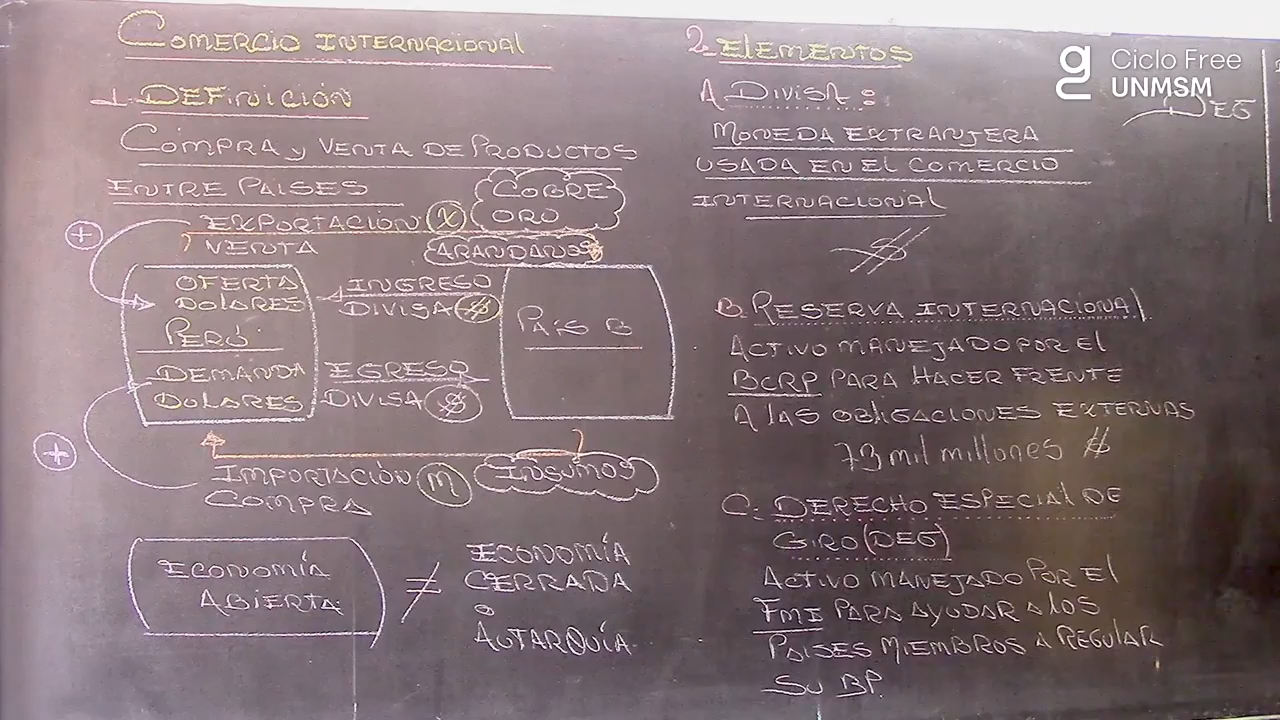 COMERCIO INTERNACIONAL
1. DEFINICIÓN
COMPRA y VENTA DE PRODUCTOS
ENTRE PAISES
EXPORTACIÓN X
VENTA
COBRE
ORO
ARANDANOS
+
OFERTA
DOLARES
PERÚ
DEMANDA
DOLARES
INGRESO
DIVISA $
EGRESO
DIVISA $
PAIS B
+
IMPORTACIÓN M
COMPRA
INSUMOS
ECONOMÍA
ABIERTA
≠
ECONOMÍA
CERRADA
o
AUTARQUÍA
2. ELEMENTOS
A. DIVISA:
MONEDA EXTRANJERA
USADA EN EL COMERCIO
INTERNACIONAL
$
B. RESERVA INTERNACIONAL
ACTIVO MANEJADO POR El
BCRP PARA HACER FRENTE
A LAS OBLIGACIONES EXTERNAS
73 mil millones $
C. DERECHO ESPECIAL DE
GIRO (DEG)
ACTIVO MANEJADO POR El
FMI PARA AYUDAR A lOS
PAISES MIEMBROS A REGULAR
SU BP.
Ciclo Free
UNMSM
DEG